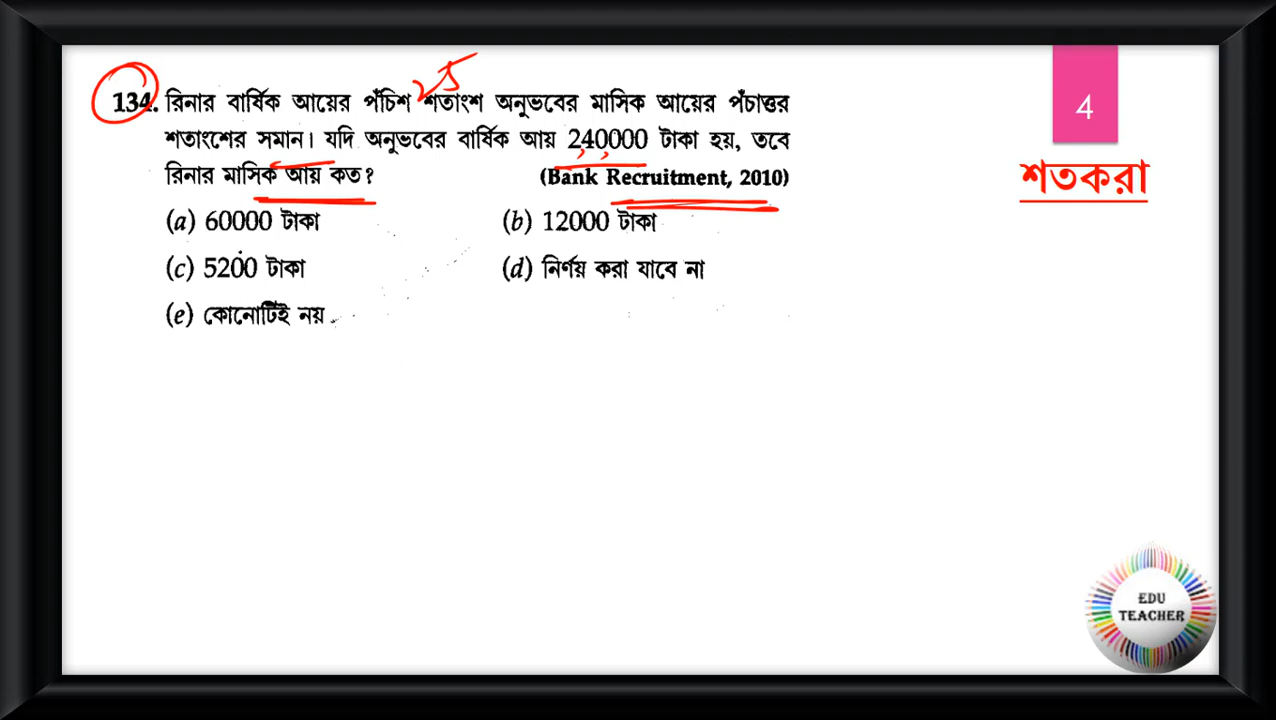 4
২৫
134. রিনার বার্ষিক আয়ের পঁচিশ শতাংশ অনুভবের মাসিক আয়ের পঁচাত্তর
শতাংশের সমান। যদি অনুভবের বার্ষিক আয় 240000 টাকা হয়, তবে
রিনার মাসিক আয় কত? (Bank Recruitment, 2010)
শতকরা
(a) 60000 টাকা (b) 12000 টাকা
(c) 5200 টাকা (d) নির্ণয় করা যাবে না
(e) কোনোটিই নয়
EDU
TEACHER